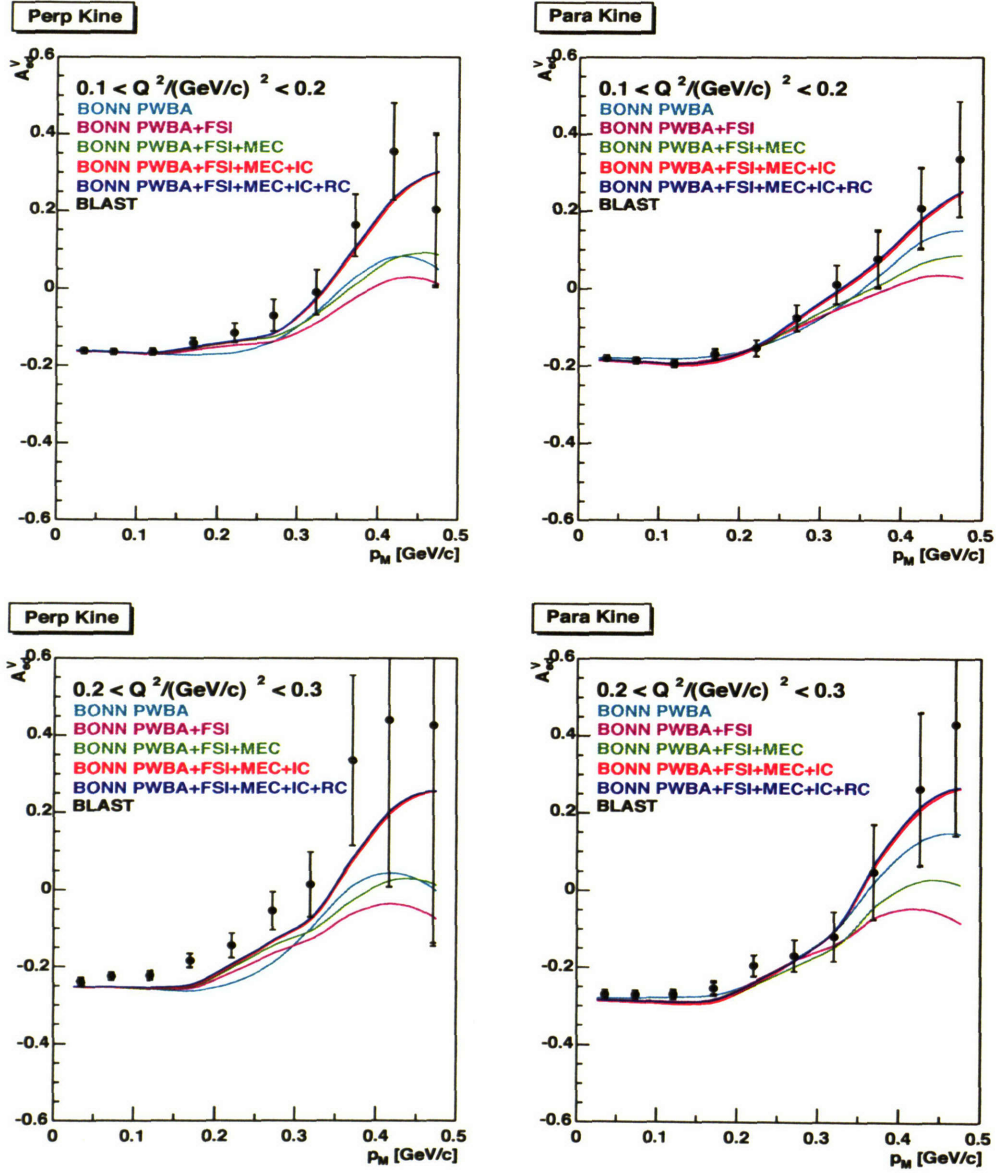 Perp Kine
A^V_ed
0.6
0.4
0.2
0
-0.2
-0.4
-0.6
0.1 < Q ^2/(GeV/c) ^2 < 0.2
BONN PWBA
BONN PWBA+FSI
BONN PWBA+FSI+MEC
BONN PWBA+FSI+MEC+IC
BONN PWBA+FSI+MEC+IC+RC
BLAST
0 0.1 0.2 0.3 0.4 0.5
p_M [GeV/c]
Para Kine
A^V_ed
0.6
0.4
0.2
0
-0.2
-0.4
-0.6
0.1 < Q ^2/(GeV/c) ^2 < 0.2
BONN PWBA
BONN PWBA+FSI
BONN PWBA+FSI+MEC
BONN PWBA+FSI+MEC+IC
BONN PWBA+FSI+MEC+IC+RC
BLAST
0 0.1 0.2 0.3 0.4 0.5
p_M [GeV/c]
Perp Kine
A^V_ed
0.6
0.4
0.2
0
-0.2
-0.4
-0.6
0.2 < Q ^2/(GeV/c) ^2 < 0.3
BONN PWBA
BONN PWBA+FSI
BONN PWBA+FSI+MEC
BONN PWBA+FSI+MEC+IC
BONN PWBA+FSI+MEC+IC+RC
BLAST
0 0.1 0.2 0.3 0.4 0.5
p_M [GeV/c]
Para Kine
A^V_ed
0.6
0.4
0.2
0
-0.2
-0.4
-0.6
0.2 < Q ^2/(GeV/c) ^2 < 0.3
BONN PWBA
BONN PWBA+FSI
BONN PWBA+FSI+MEC
BONN PWBA+FSI+MEC+IC
BONN PWBA+FSI+MEC+IC+RC
BLAST
0 0.1 0.2 0.3 0.4 0.5
p_M [GeV/c]